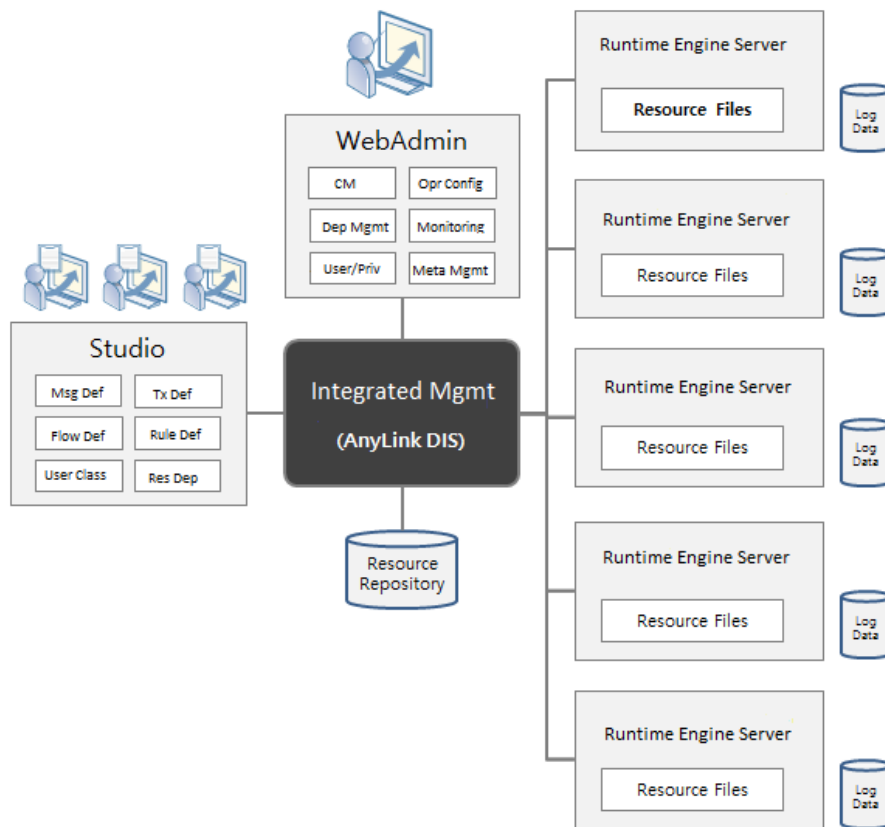 WebAdmin
CM
Opr Config
Dep Mgmt
Monitoring
User/Priv
Meta Mgmt
Studio
Msg Def
Tx Def
Flow Def
Rule Def
User Class
Res Dep
Integrated Mgmt
(AnyLink DIS)
Resource
Repository
Runtime Engine Server
Resource Files
Log
Data
Runtime Engine Server
Resource Files
Log
Data
Runtime Engine Server
Resource Files
Log
Data
Runtime Engine Server
Resource Files
Log
Data
Runtime Engine Server
Resource Files
Log
Data